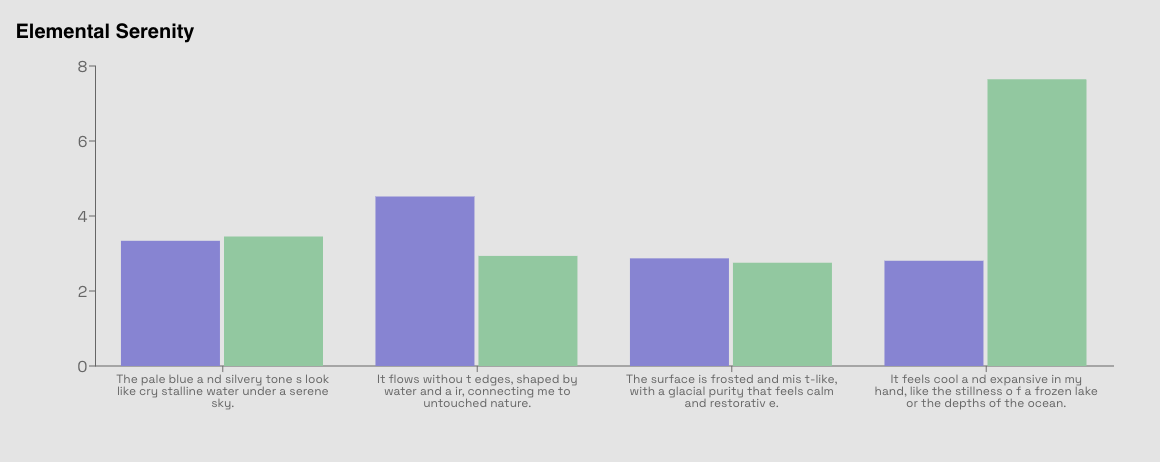 Elemental Serenity
8
6
4
2
0
The pale blue a nd silvery tone s look
like cry stalline water under a serene
sky.
It flows withou t edges, shaped by
water and a ir, connecting me to
untouched nature.
The surface is frosted and mis t-like,
with a glacial purity that feels calm
and restorativ e.
It feels cool a nd expansive in my
hand, like the stillness o f a frozen lake
or the depths of the ocean.